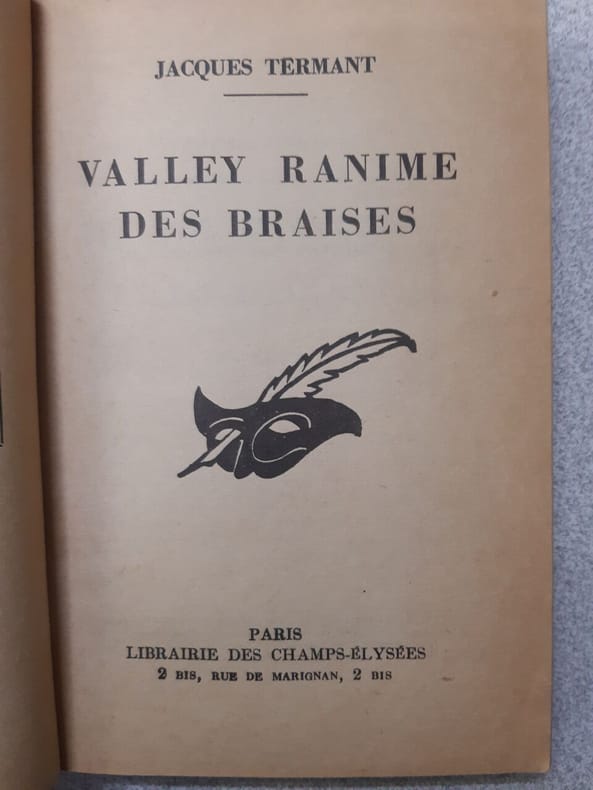 JACQUES TERMANT
VALLEY RANIME
DES BRAISES
PARIS
LIBRAIRIE DES CHAMPS-ÉLYSÉES
2 BIS, RUE DE MARIGNAN, 2 BIS